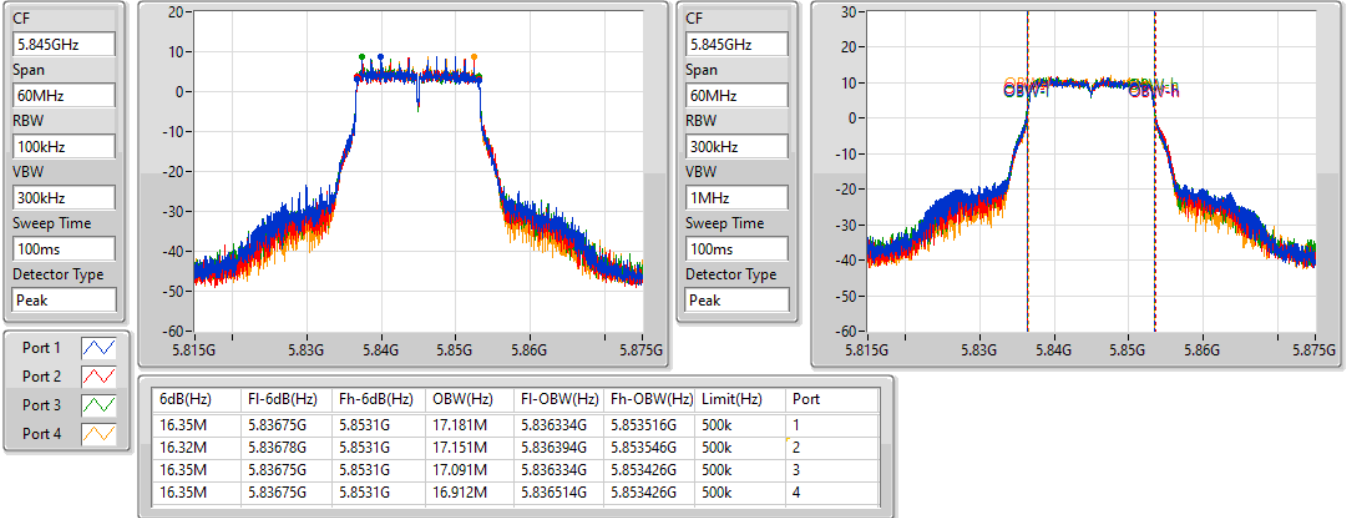 CF
5.845GHz
Span
60MHz
RBW
100kHz
VBW
300kHz
Sweep Time
100ms
Detector Type
Peak
20
10
0
-10
-20
-30
-40
-50
-60
5.815G 5.83G 5.84G 5.85G 5.86G 5.875G
CF
5.845GHz
Span
60MHz
RBW
300kHz
VBW
1MHz
Sweep Time
100ms
Detector Type
Peak
30
20
10
0
-10
-20
-30
-40
-50
-60
OBW-l OBW-h
5.815G 5.83G 5.84G 5.85G 5.86G 5.875G
Port 1
Port 2
Port 3
Port 4
6dB(Hz) Fl-6dB(Hz) Fh-6dB(Hz) OBW(Hz) Fl-OBW(Hz) Fh-OBW(Hz) Limit(Hz) Port
16.35M 5.83675G 5.8531G 17.181M 5.836334G 5.853516G 500k 1
16.32M 5.83678G 5.8531G 17.151M 5.836394G 5.853546G 500k 2
16.35M 5.83675G 5.8531G 17.091M 5.836334G 5.853426G 500k 3
16.35M 5.83675G 5.8531G 16.912M 5.836514G 5.853426G 500k 4